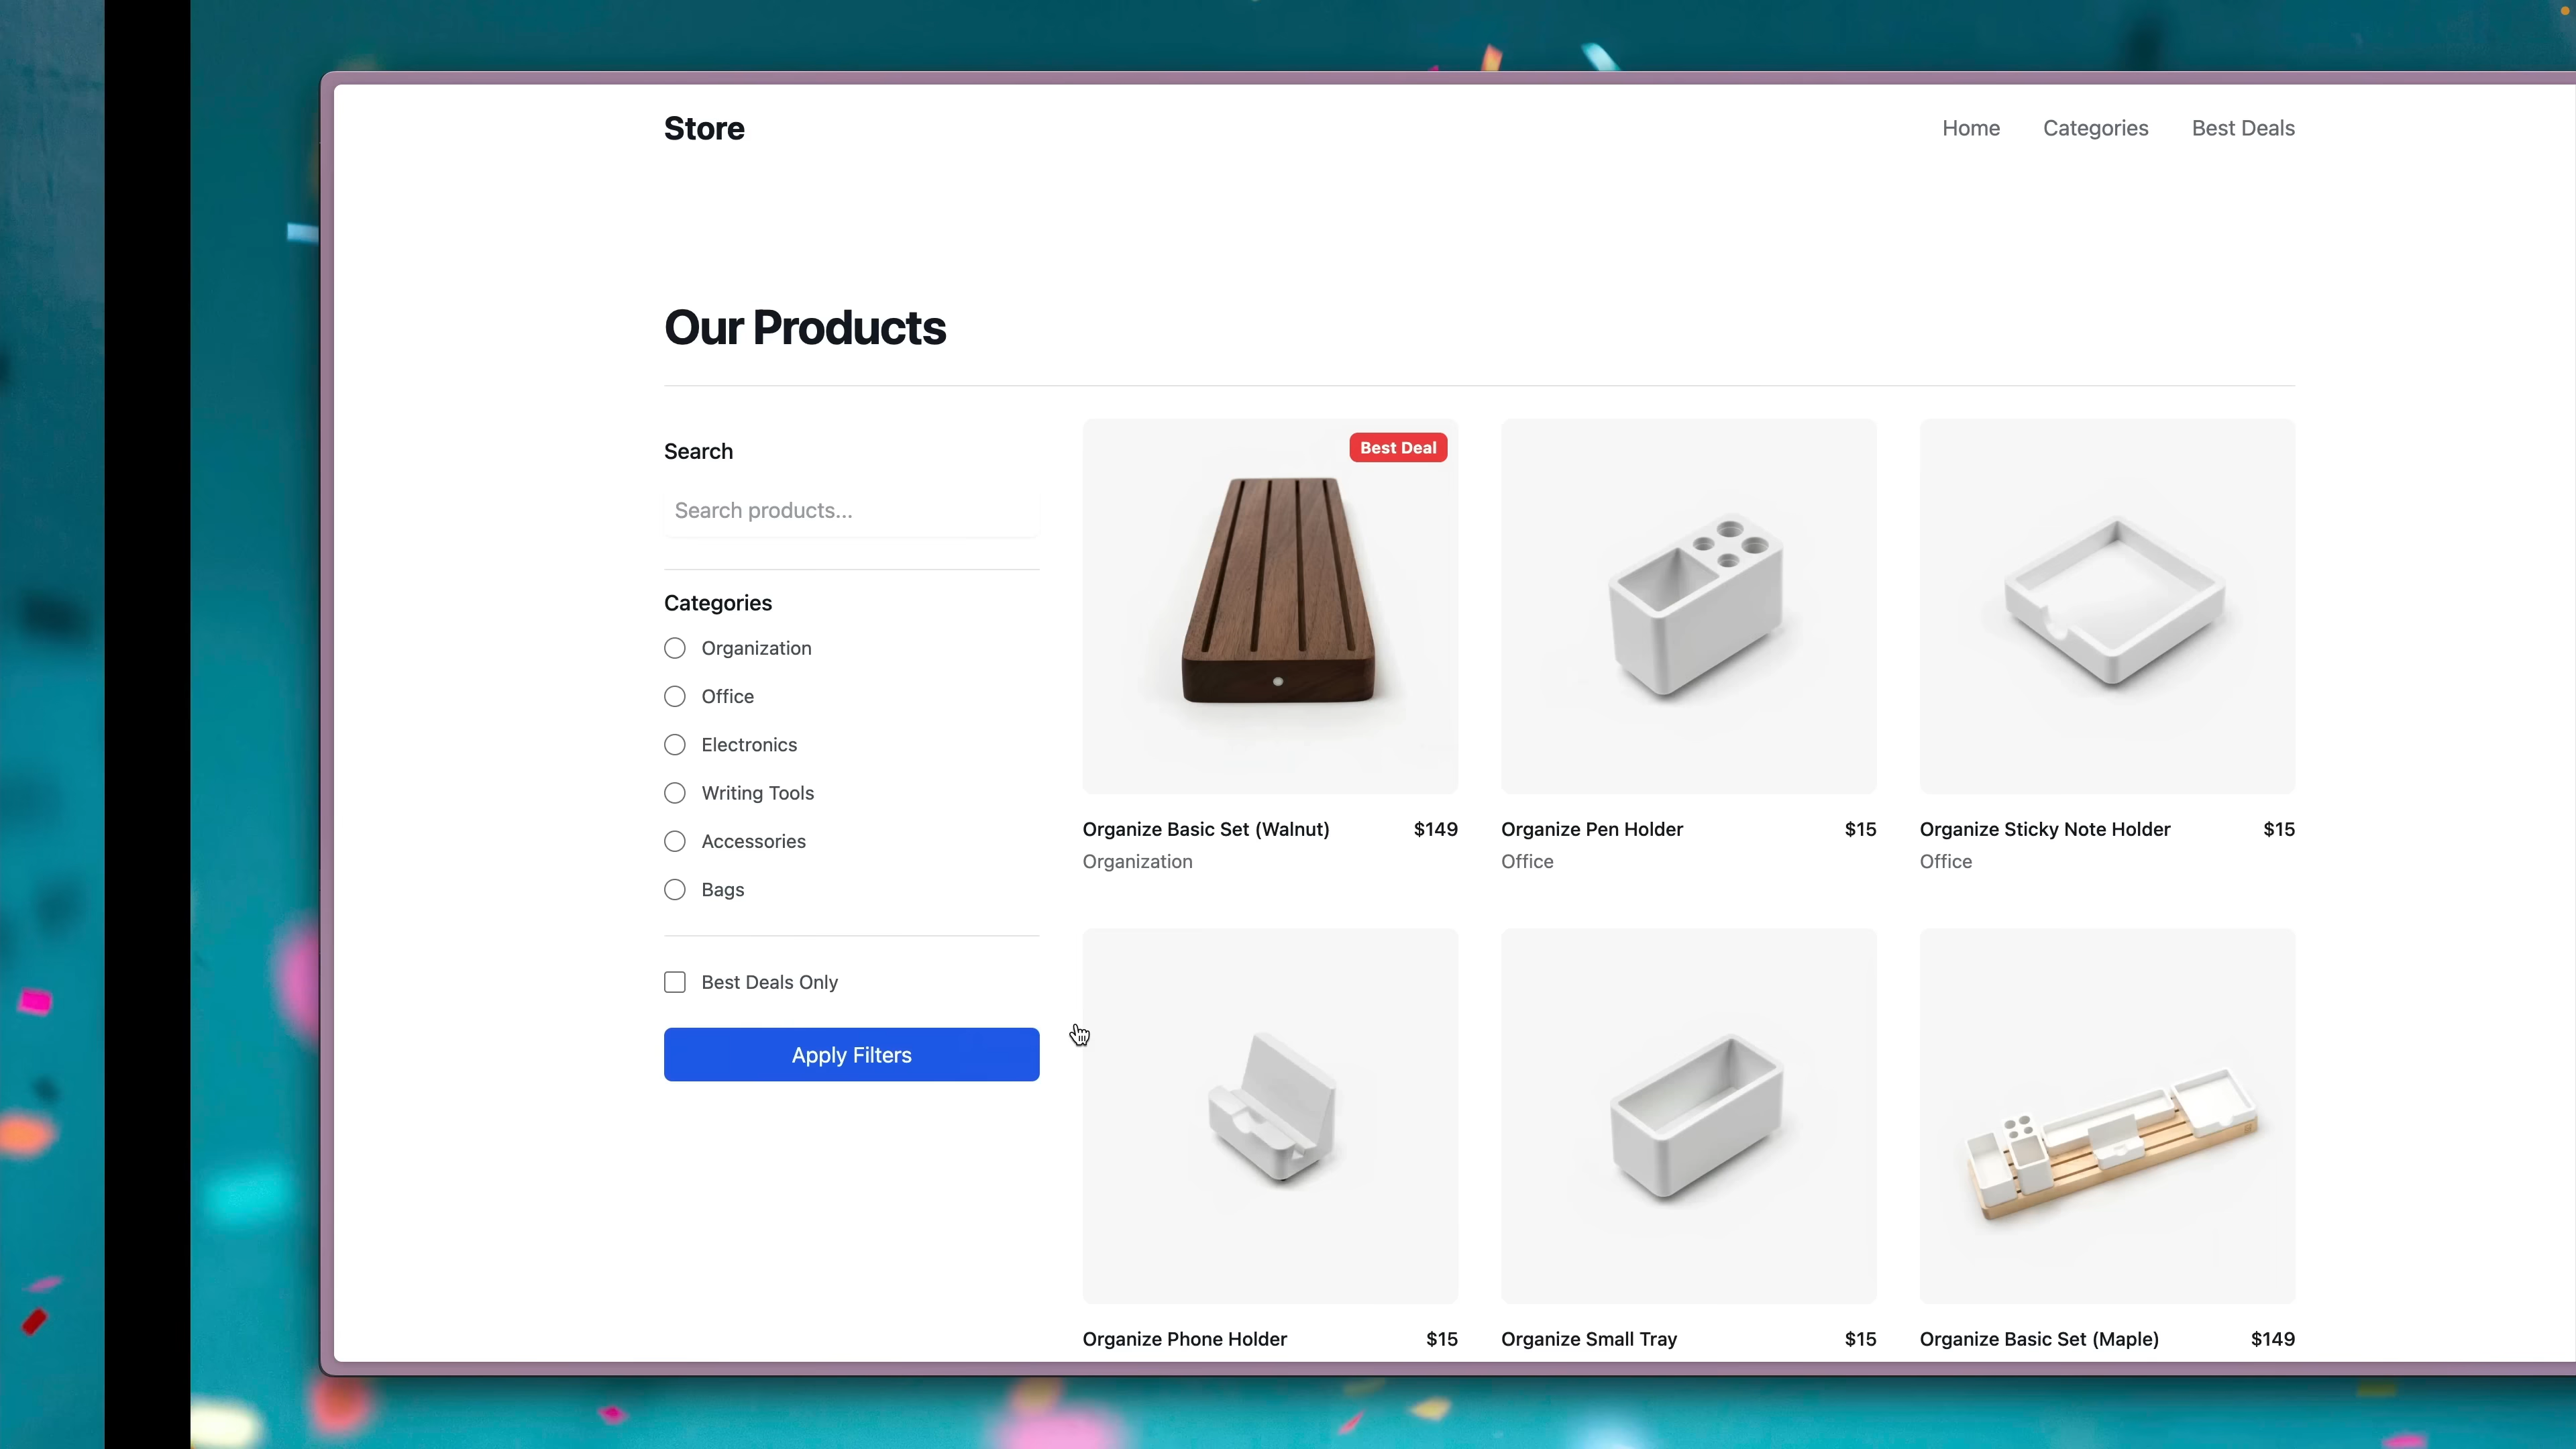 Store
Home Categories Best Deals
Our Products
Search
Search products...
Categories
Organization
Office
Electronics
Writing Tools
Accessories
Bags
Best Deals Only
Apply Filters
Best Deal
Organize Basic Set (Walnut) $149
Organization
Organize Pen Holder $15
Office
Organize Sticky Note Holder $15
Office
Organize Phone Holder $15
Organize Small Tray $15
Organize Basic Set (Maple) $149